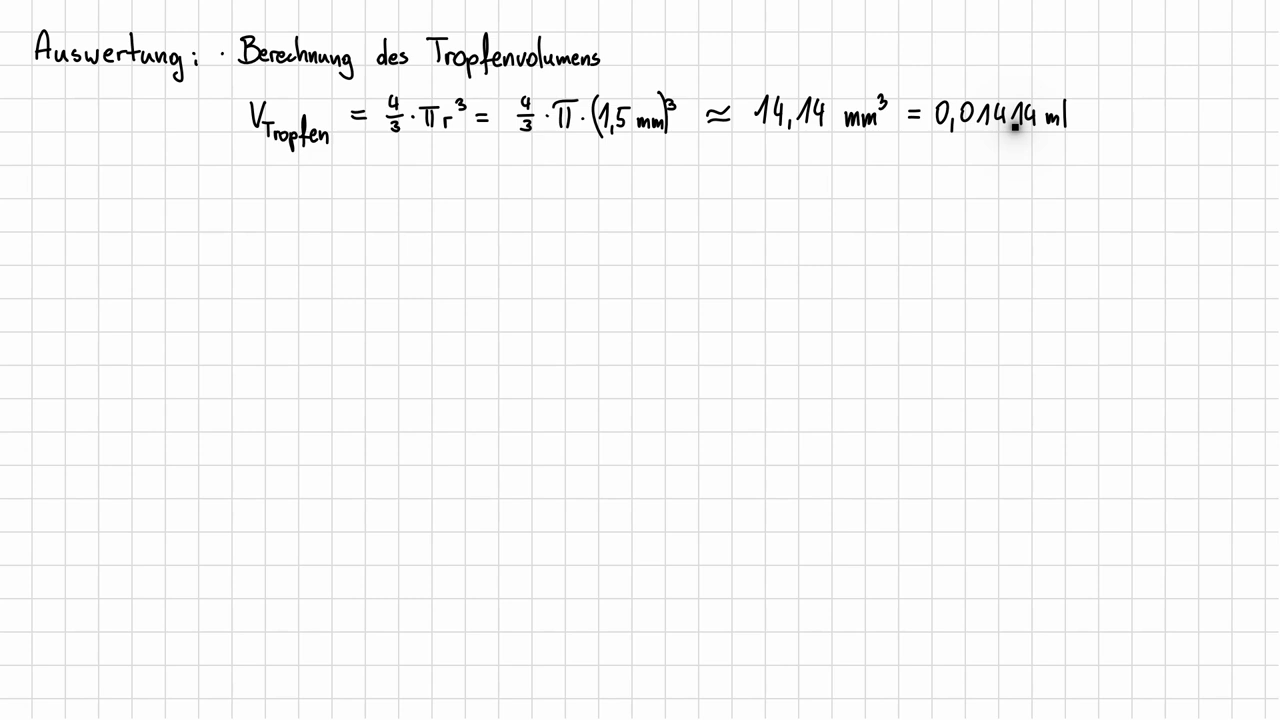 Auswertung: · Berechnung des Tropfenvolumens
V_Tropfen = 4/3 · π r³ = 4/3 · π · (1,5 mm)³ ≈ 14,14 mm³ = 0,01414 ml